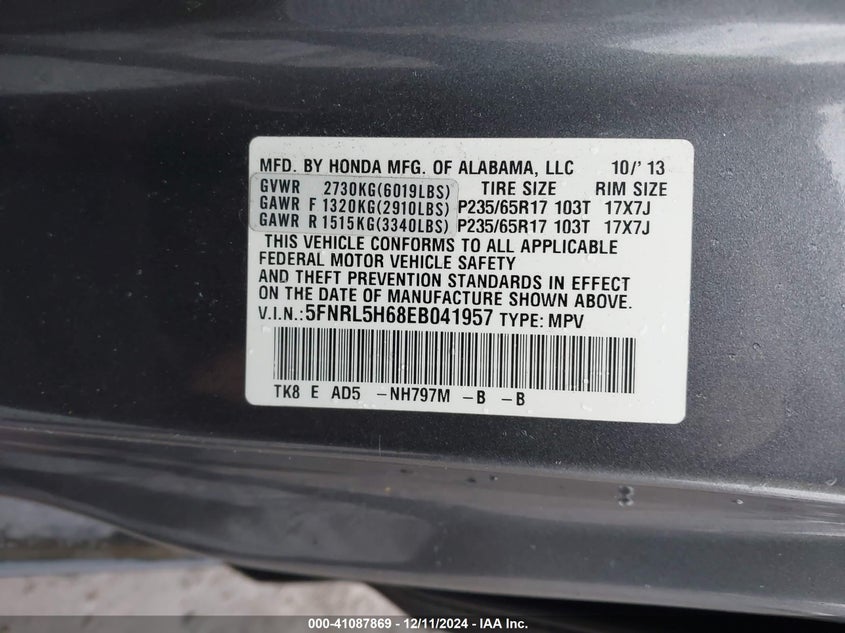 MFD. BY HONDA MFG. OF ALABAMA, LLC 10/'13
GVWR 2730KG(6019LBS) TIRE SIZE RIM SIZE
GAWR F 1320KG(2910LBS) P235/65R17 103T 17X7J
GAWR R 1515KG(3340LBS) P235/65R17 103T 17X7J
THIS VEHICLE CONFORMS TO ALL APPLICABLE
FEDERAL MOTOR VEHICLE SAFETY
AND THEFT PREVENTION STANDARDS IN EFFECT
ON THE DATE OF MANUFACTURE SHOWN ABOVE.
V.I.N.:5FNRL5H68EB041957 TYPE: MPV
TK8 E AD5 -NH797M -B -B
000-41087869 - 12/11/2024 - IAA Inc.